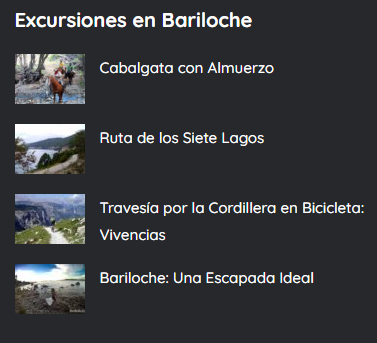 Excursiones en Bariloche
Cabalgata con Almuerzo
Ruta de los Siete Lagos
Travesía por la Cordillera en Bicicleta:
Vivencias
Bariloche: Una Escapada Ideal